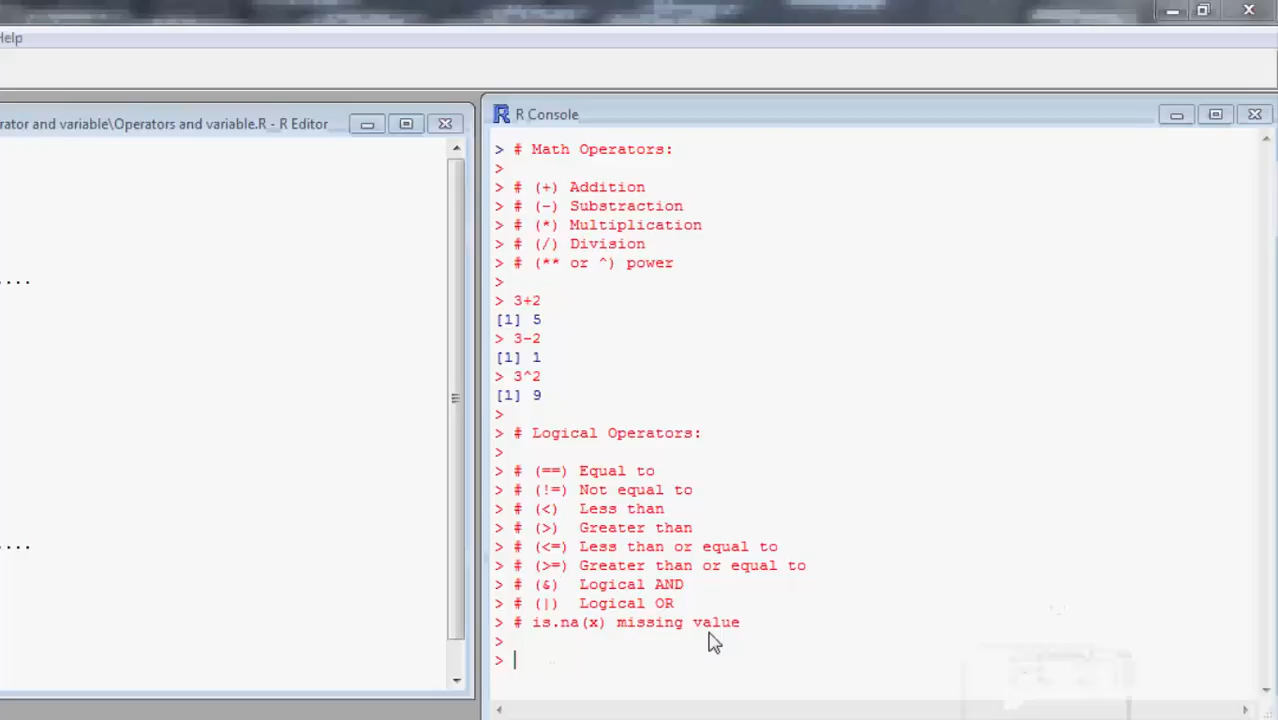 Help
rator and variable\Operators and variable.R - R Editor
R Console
> # Math Operators:
>
> # (+) Addition
> # (-) Substraction
> # (*) Multiplication
> # (/) Division
> # (** or ^) power
>
> 3+2
[1] 5
> 3-2
[1] 1
> 3^2
[1] 9
>
> # Logical Operators:
>
> # (==) Equal to
> # (!=) Not equal to
> # (<)  Less than
> # (>)  Greater than
> # (<=) Less than or equal to
> # (>=) Greater than or equal to
> # (&)  Logical AND
> # (|)  Logical OR
> # is.na(x) missing value
>
>
....
....